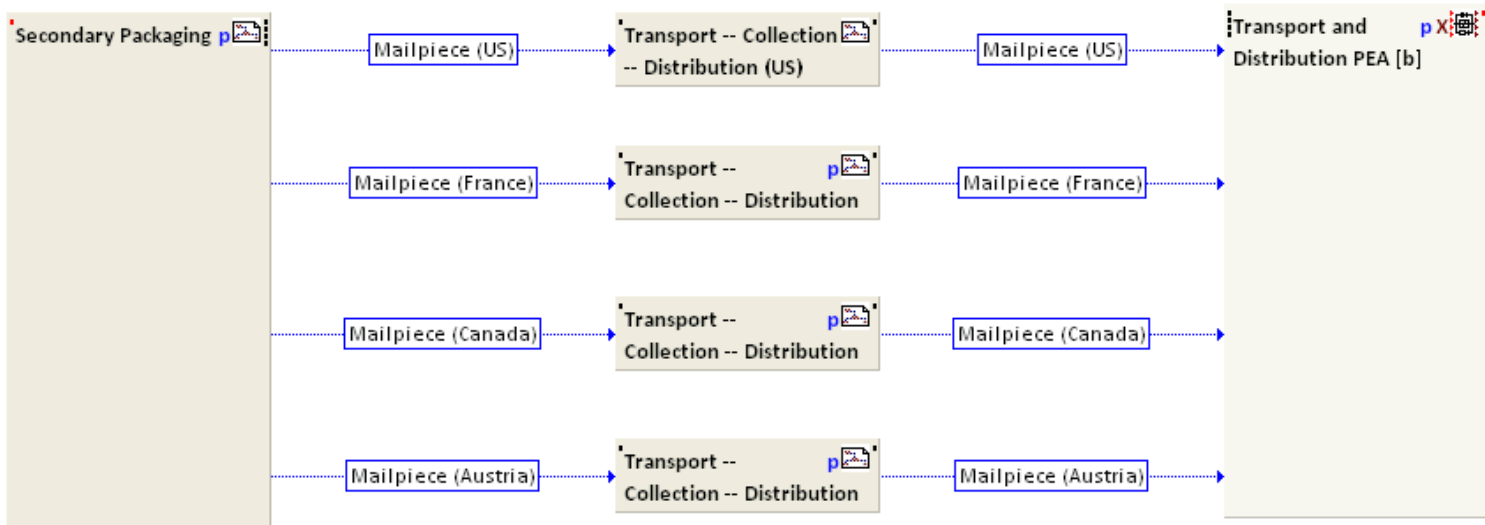 Secondary Packaging p
Mailpiece (US)
Transport -- Collection
-- Distribution (US)
Mailpiece (US)
Transport and p X
Distribution PEA [b]
Mailpiece (France)
Transport -- p
Collection -- Distribution
Mailpiece (France)
Mailpiece (Canada)
Transport -- p
Collection -- Distribution
Mailpiece (Canada)
Mailpiece (Austria)
Transport -- p
Collection -- Distribution
Mailpiece (Austria)